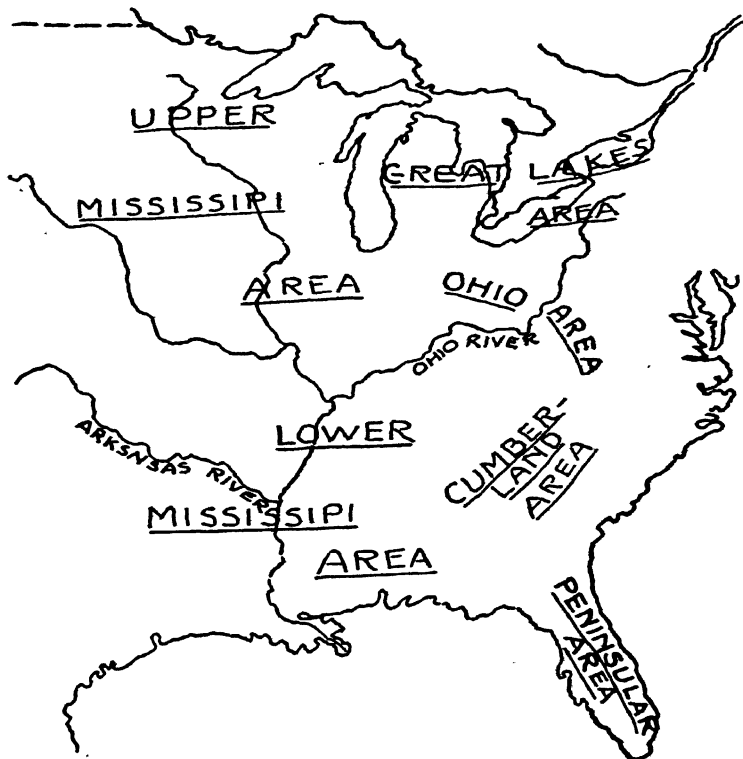 UPPER
MISSISSIPI
AREA
GREAT LAKES
AREA
OHIO
AREA
OHIO RIVER
LOWER
MISSISSIPI
AREA
ARKSNSAS RIVER
CUMBER-
LAND
AREA
PENINSULAR
AREA